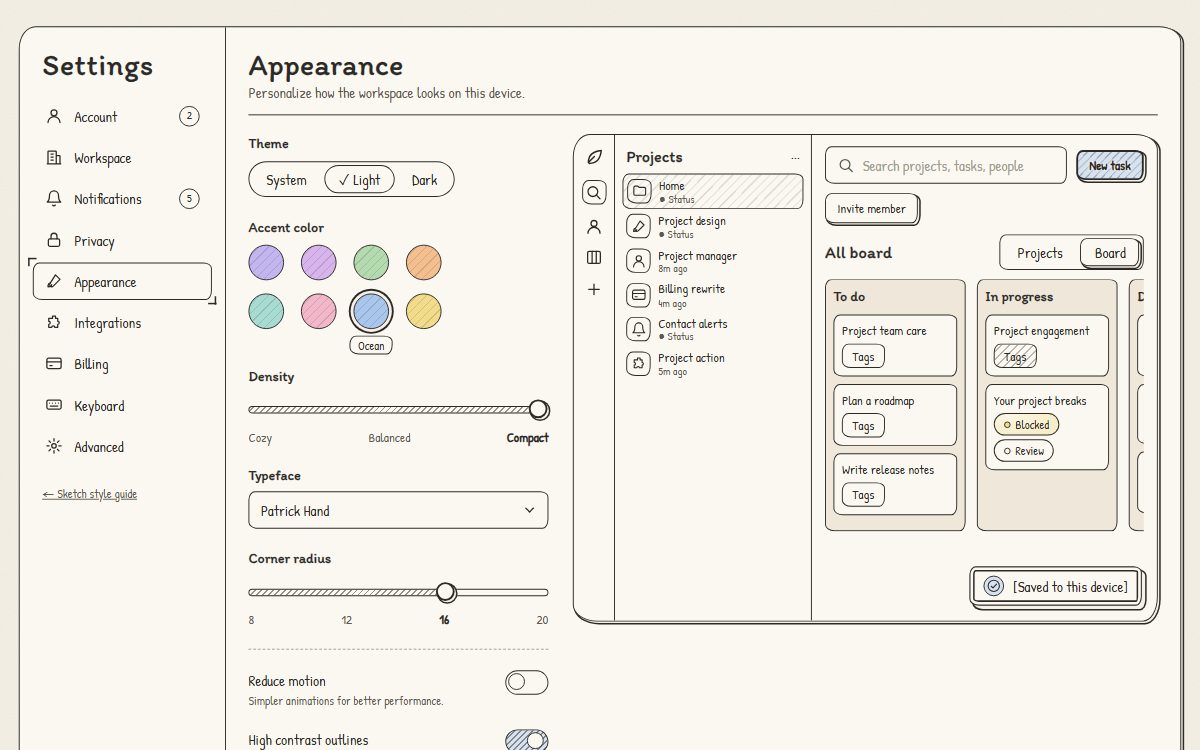 Settings
Account
2
Workspace
Notifications
5
Privacy
Appearance
Integrations
Billing
Keyboard
Advanced
← Sketch style guide
Appearance
Personalize how the workspace looks on this device.
Theme
System
✓ Light
Dark
Accent color
Ocean
Density
Cozy
Balanced
Compact
Typeface
Patrick Hand
Corner radius
8
12
16
20
Reduce motion
Simpler animations for better performance.
High contrast outlines
Projects
...
Home
Status
Project design
Status
Project manager
8m ago
Billing rewrite
4m ago
Contact alerts
Status
Project action
5m ago
Search projects, tasks, people
New task
Invite member
All board
Projects
Board
To do
Project team care
Tags
Plan a roadmap
Tags
Write release notes
Tags
In progress
Project engagement
Tags
Your project breaks
Blocked
Review
[Saved to this device]